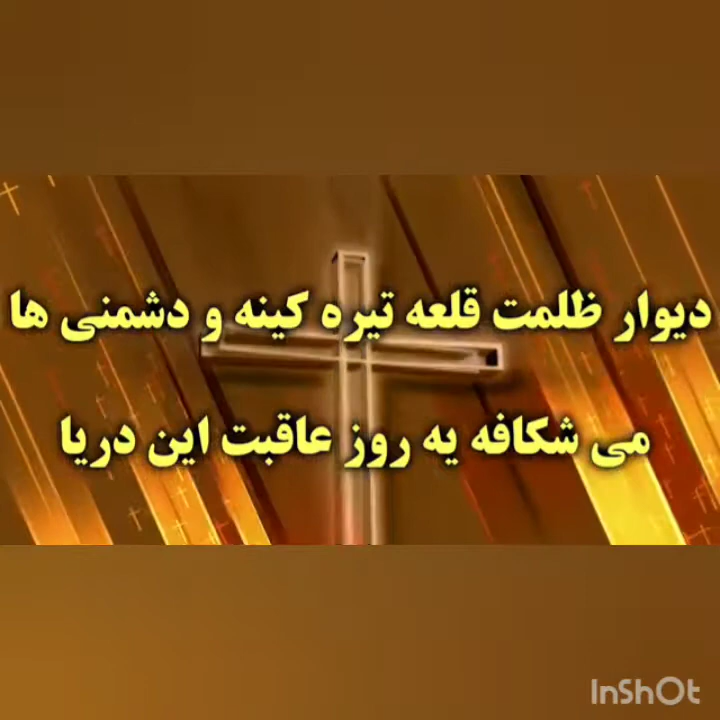 دیوار ظلمت قلعه تیره کینه و دشمنی ها
می شکافه یه روز عاقبت این دریا
InShOt